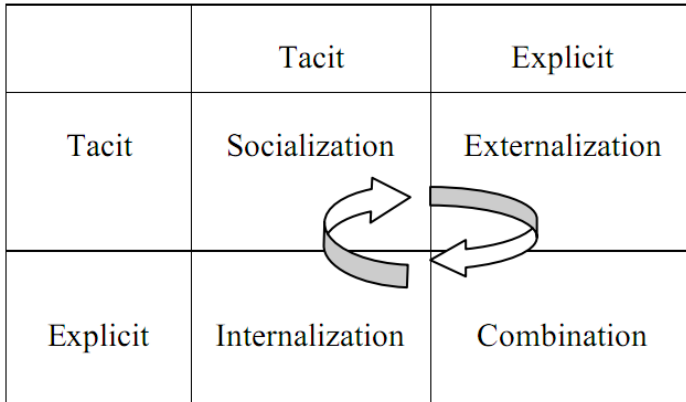 Tacit Explicit
Tacit Socialization Externalization
Explicit Internalization Combination